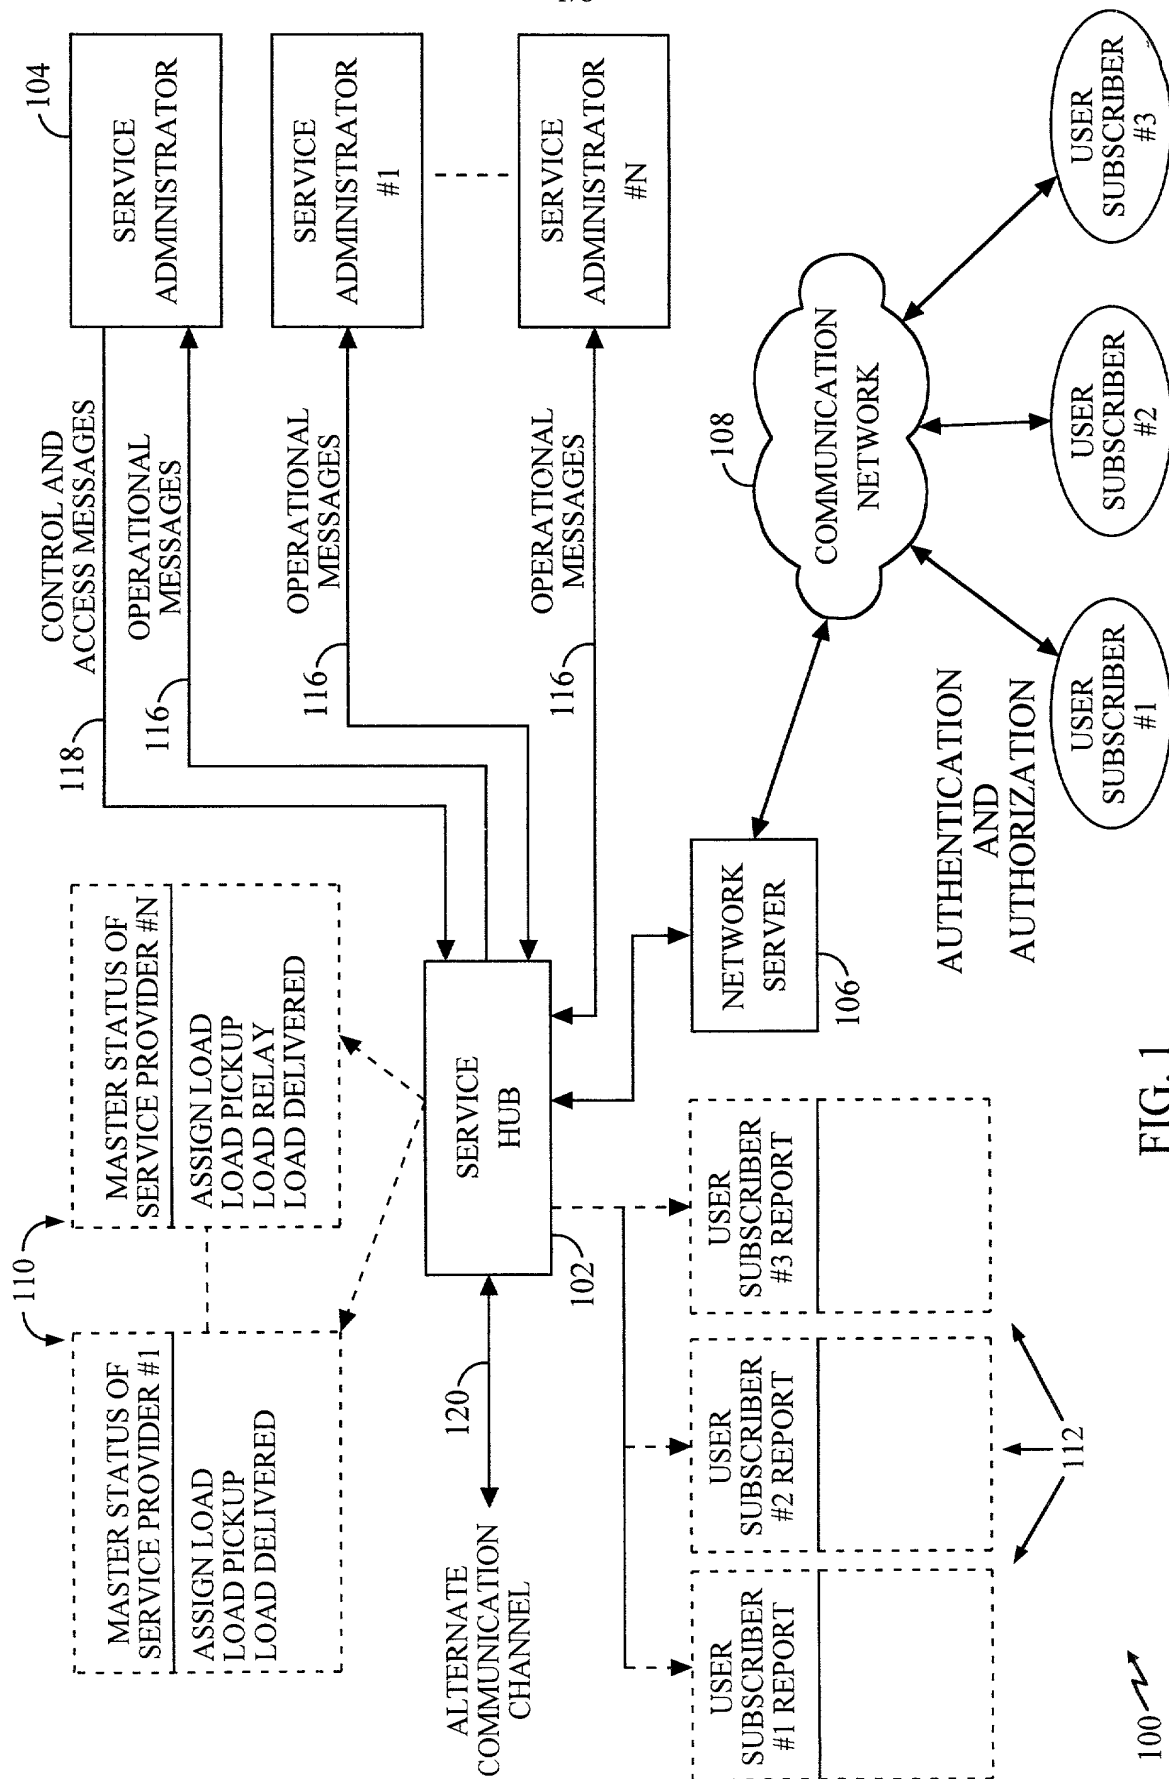 MASTER STATUS OF
SERVICE PROVIDER #1
ASSIGN LOAD
LOAD PICKUP
LOAD DELIVERED
110
MASTER STATUS OF
SERVICE PROVIDER #N
ASSIGN LOAD
LOAD PICKUP
LOAD RELAY
LOAD DELIVERED
118
CONTROL AND
ACCESS MESSAGES
116
OPERATIONAL
MESSAGES
104
SERVICE
ADMINISTRATOR
116
OPERATIONAL
MESSAGES
SERVICE
ADMINISTRATOR
#1
116
OPERATIONAL
MESSAGES
SERVICE
ADMINISTRATOR
#N
ALTERNATE
COMMUNICATION
CHANNEL
120
SERVICE
HUB
102
USER
SUBSCRIBER
#1 REPORT
USER
SUBSCRIBER
#2 REPORT
USER
SUBSCRIBER
#3 REPORT
112
NETWORK
SERVER
106
108
COMMUNICATION
NETWORK
AUTHENTICATION
AND
AUTHORIZATION
USER
SUBSCRIBER
#1
USER
SUBSCRIBER
#2
USER
SUBSCRIBER
#3
100
FIG. 1